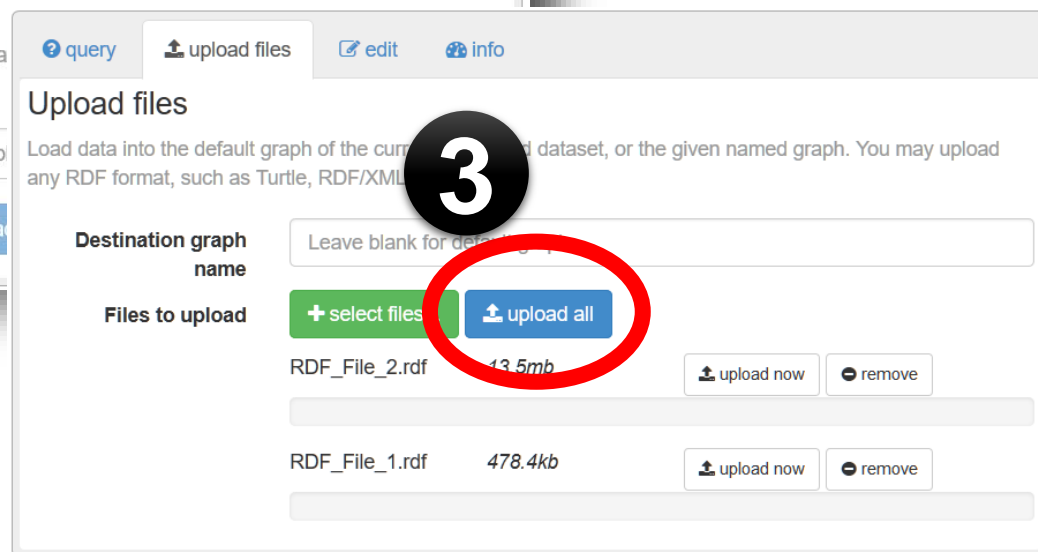 query upload files edit info
Upload files
Load data into the default graph of the curr d dataset, or the given named graph. You may upload
any RDF format, such as Turtle, RDF/XML
3
Destination graph
name
Leave blank for default
Files to upload
select files upload all
RDF_File_2.rdf 13.5mb upload now remove
RDF_File_1.rdf 478.4kb upload now remove